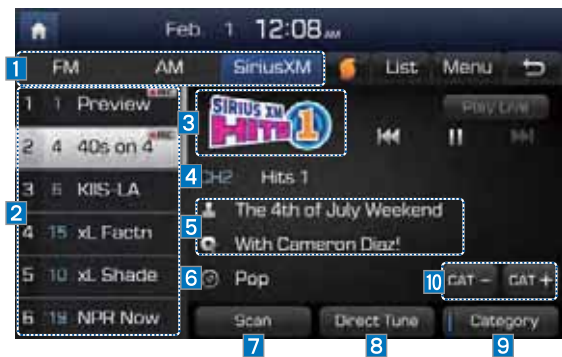 Feb 1 12:08 AM
1 FM AM SiriusXM List Menu
1 1 Preview
2 4 40s on 4
3 6 KIIS-LA
2
4 15 xL Factn
5 10 xL Shade
6 19 NPR Now
3 SIRIUS XM HITS 1
Play Live
4 CH2 Hits 1
5 The 4th of July Weekend
With Cameron Diaz!
6 Pop
10 CAT – CAT +
Scan Direct Tune Category
7 8 9